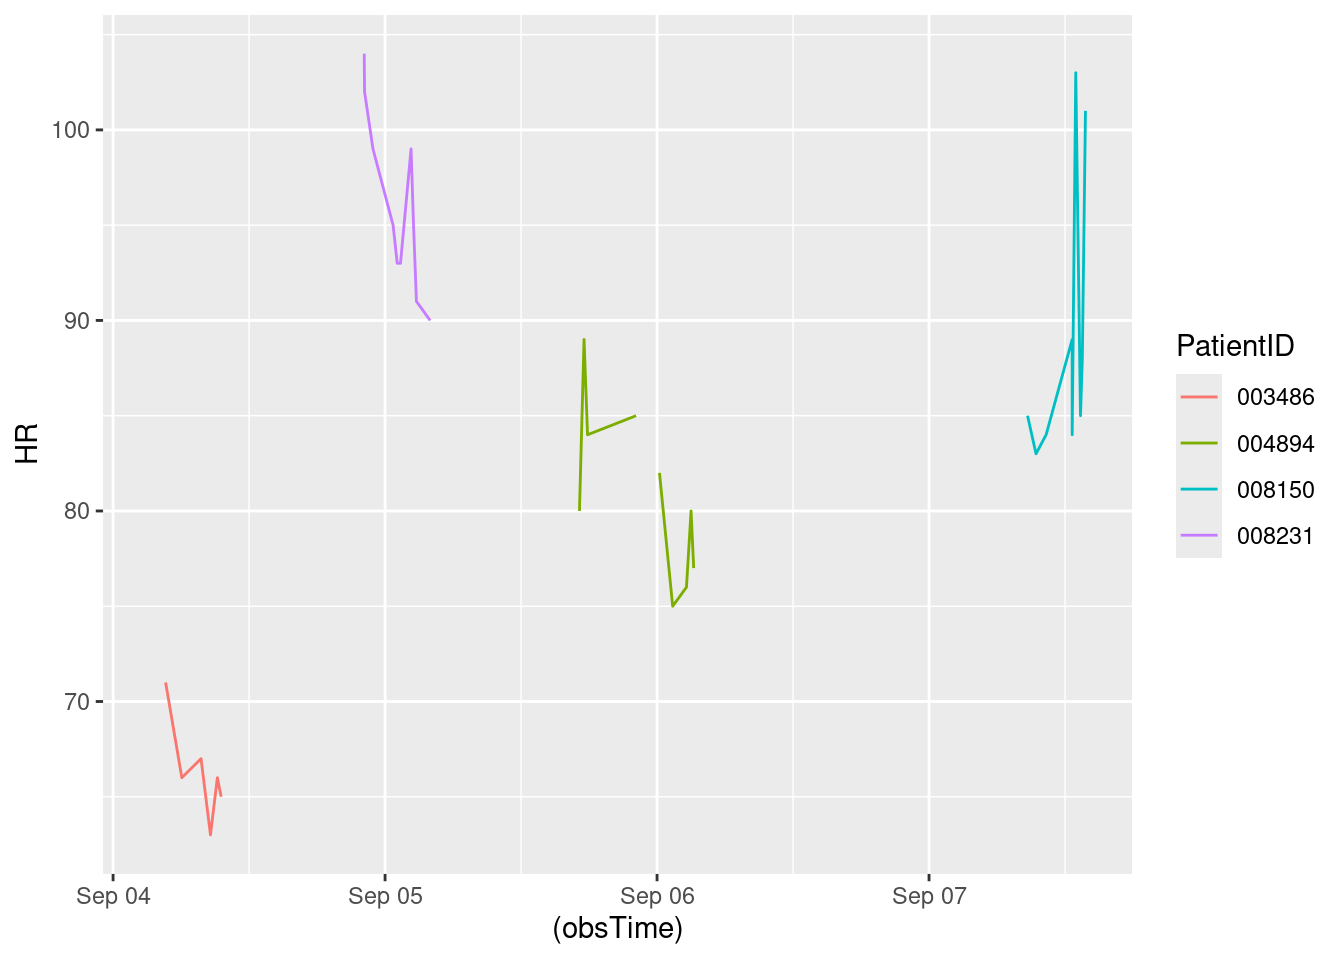 100
90
80
70
HR
Sep 04
Sep 05
Sep 06
Sep 07
(obsTime)
PatientID
003486
004894
008150
008231